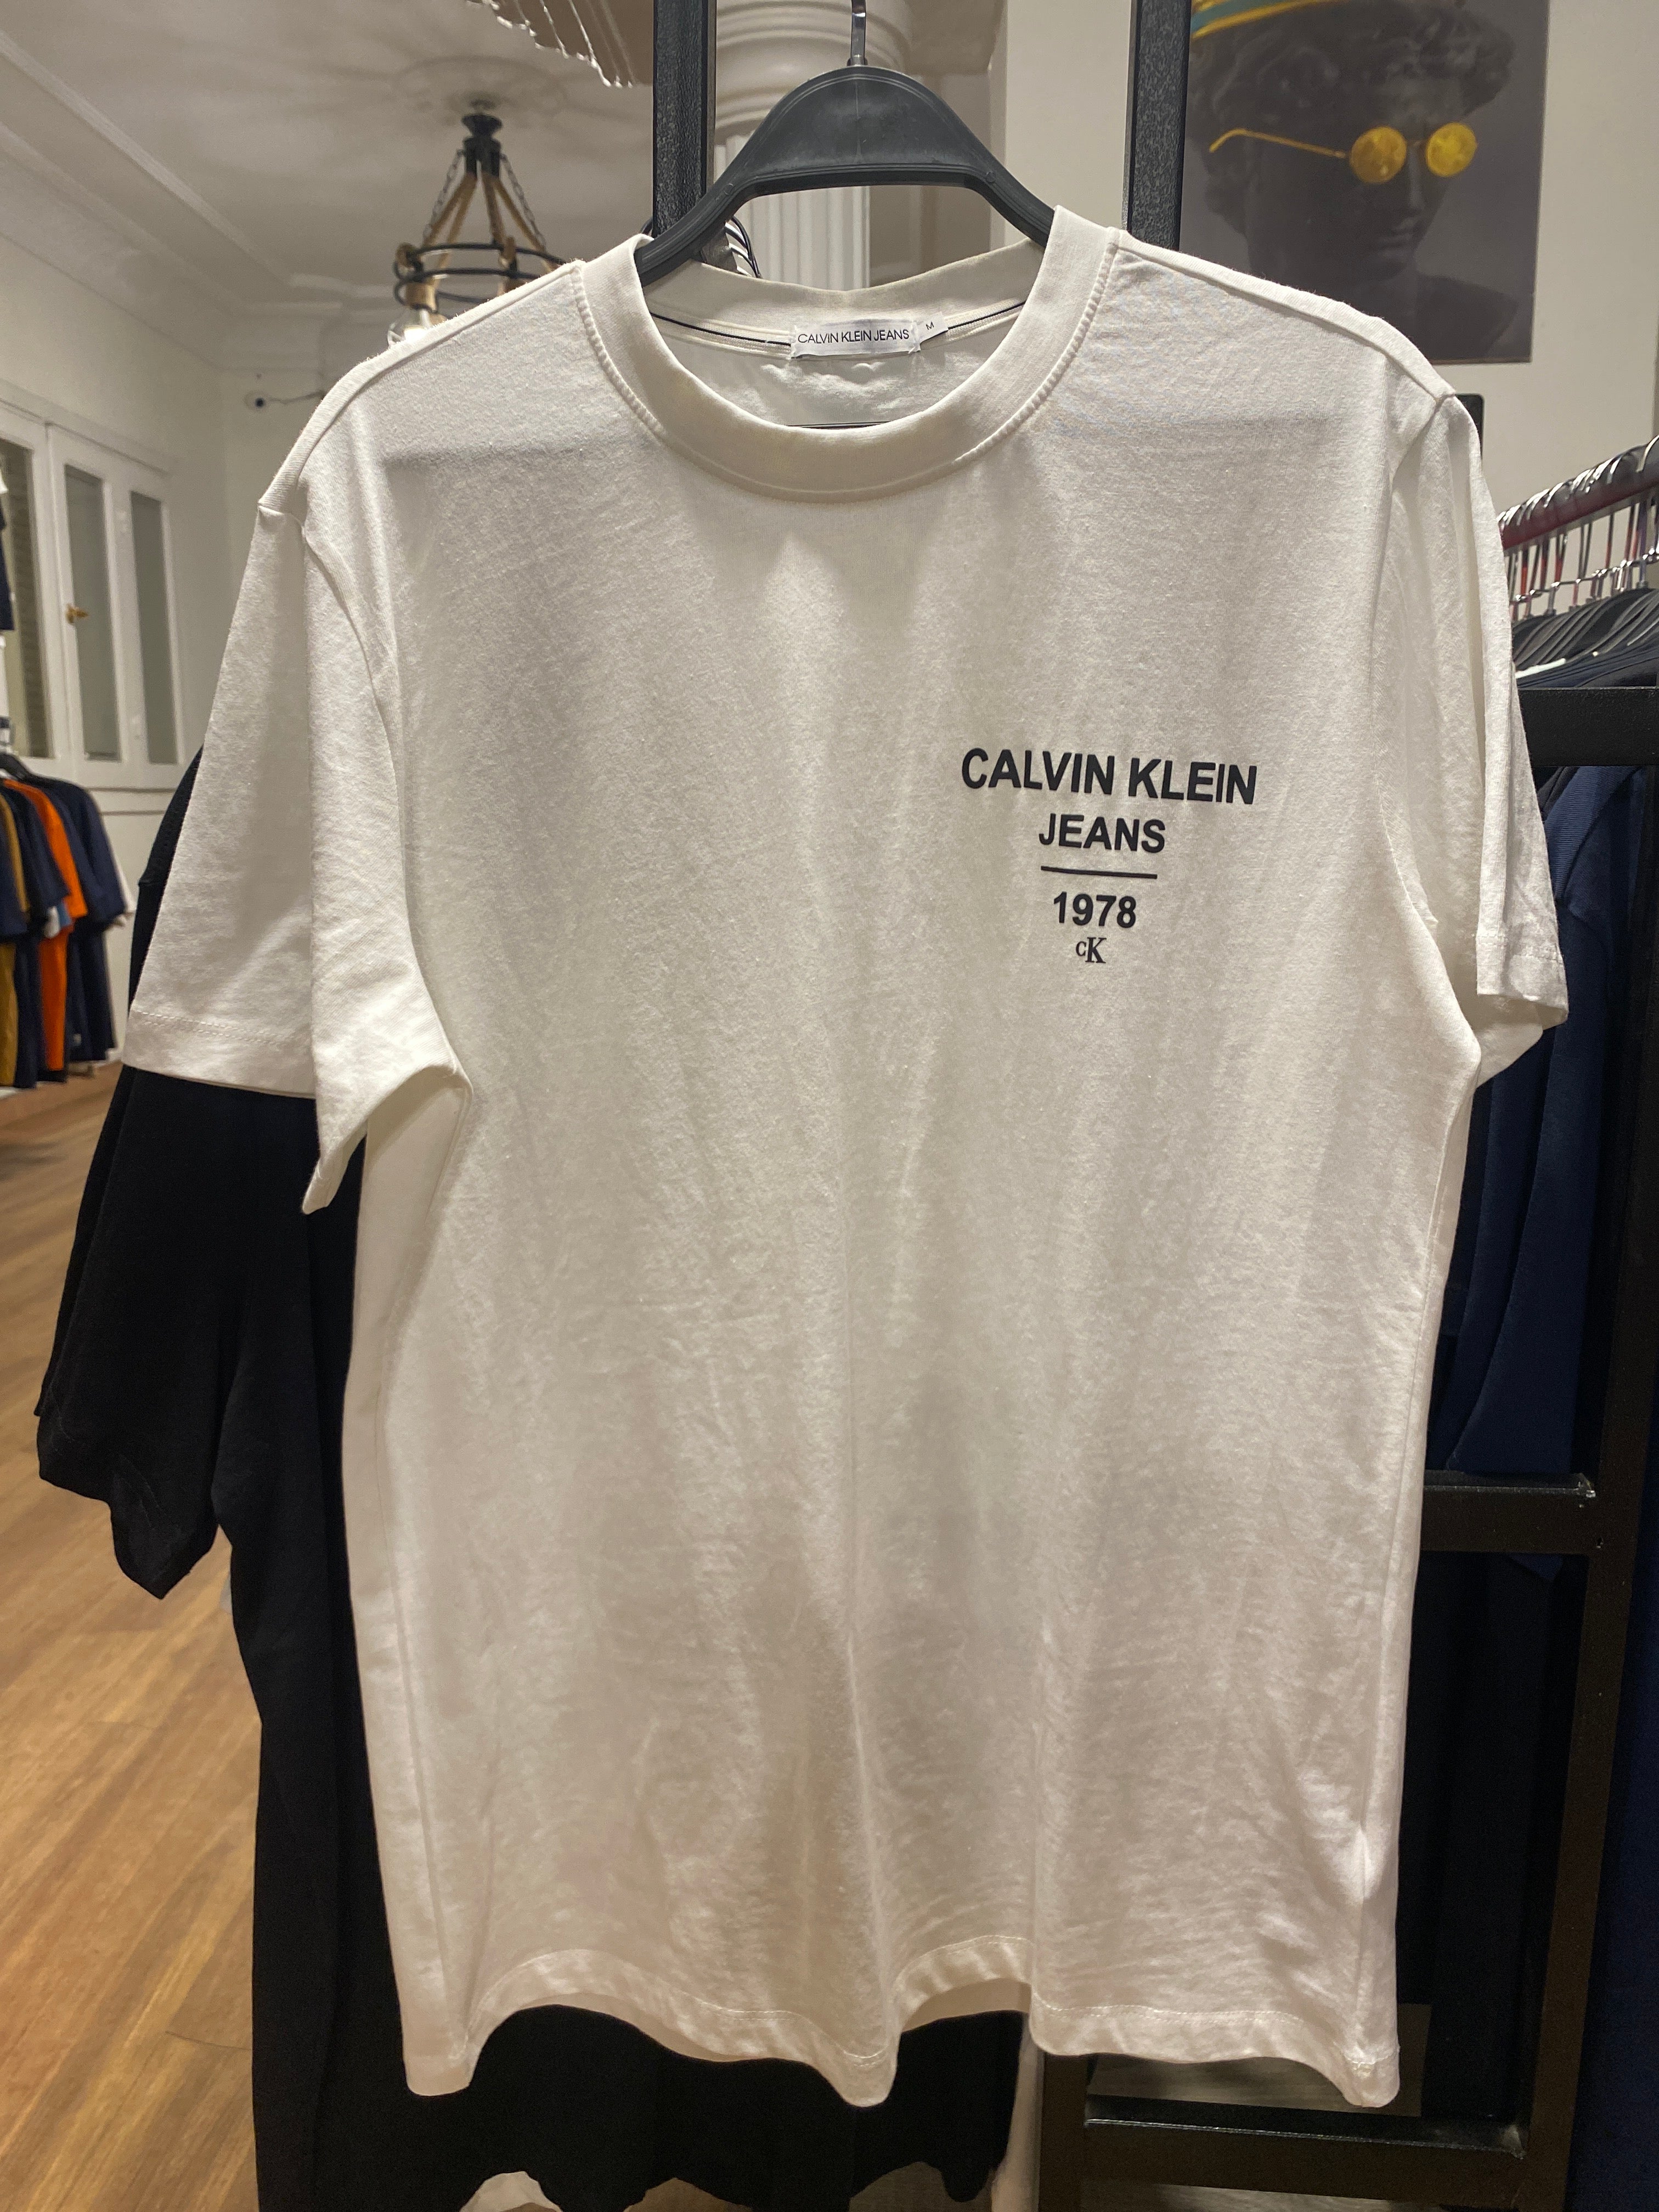 CALVIN KLEIN JEANS
M
CALVIN KLEIN
JEANS
1978
cK